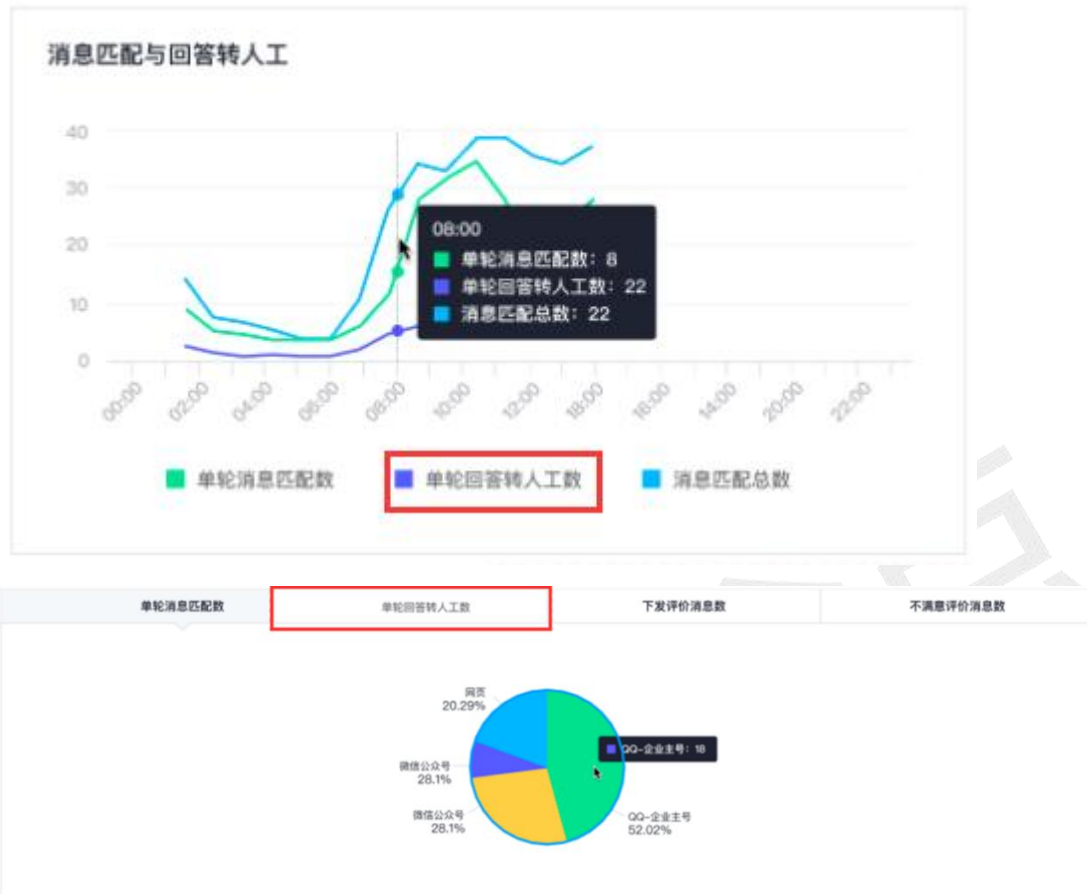 消息匹配与回答转人工
40
30
20
10
0
08:00
单轮消息匹配数：8
单轮回答转人工数：22
消息匹配总数：22
00:00 02:00 04:00 06:00 08:00 10:00 12:00 18:00 16:00 14:00 20:00 22:00
单轮消息匹配数 单轮回答转人工数 消息匹配总数
单轮消息匹配数 单轮回答转人工数 下发评价消息数 不满意评价消息数
网页
20.29%
QQ-企业主号：18
微信公众号
28.1%
微信公众号
28.1%
QQ-企业主号
52.02%